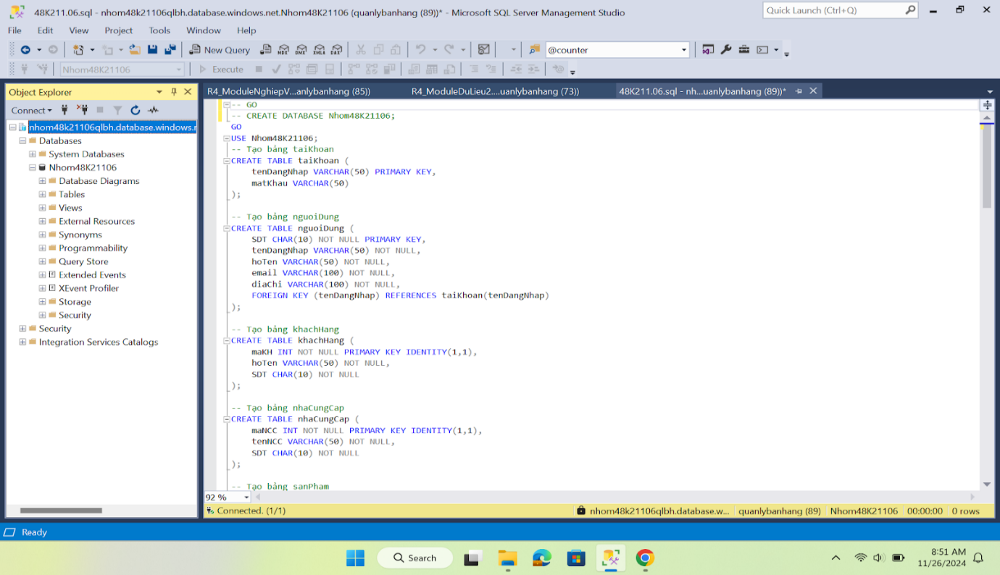 48K211.06.sql - nhom48k21106qlbh.database.windows.net.Nhom48K21106 (quanlybanhang (89))* - Microsoft SQL Server Management Studio
Quick Launch (Ctrl+Q)
File Edit View Project Tools Window Help
New Query
MDX DMX XMLA DAX
@counter
Nhom48K21106
Execute
Object Explorer
Connect
nhom48k21106qlbh.database.windows.r
Databases
System Databases
Nhom48K21106
Database Diagrams
Tables
Views
External Resources
Synonyms
Programmability
Query Store
Extended Events
XEvent Profiler
Storage
Security
Security
Integration Services Catalogs
R4_ModuleNghiepV...anlybanhang (85)) R4_ModuleDuLieu2....uanlybanhang (73)) 48K211.06.sql - nh...uanlybanhang (89))*
-- GO
-- CREATE DATABASE Nhom48K21106;
GO
USE Nhom48K21106;
-- Tạo bảng taiKhoan
CREATE TABLE taiKhoan (
tenDangNhap VARCHAR(50) PRIMARY KEY,
matKhau VARCHAR(50)
);
-- Tạo bảng nguoiDung
CREATE TABLE nguoiDung (
SDT CHAR(10) NOT NULL PRIMARY KEY,
tenDangNhap VARCHAR(50) NOT NULL,
hoTen VARCHAR(50) NOT NULL,
email VARCHAR(100) NOT NULL,
diaChi VARCHAR(100) NOT NULL,
FOREIGN KEY (tenDangNhap) REFERENCES taiKhoan(tenDangNhap)
);
-- Tạo bảng khachHang
CREATE TABLE khachHang (
maKH INT NOT NULL PRIMARY KEY IDENTITY(1,1),
hoTen VARCHAR(50) NOT NULL,
SDT CHAR(10) NOT NULL
);
-- Tạo bảng nhaCungCap
CREATE TABLE nhaCungCap (
maNCC INT NOT NULL PRIMARY KEY IDENTITY(1,1),
tenNCC VARCHAR(50) NOT NULL,
SDT CHAR(10) NOT NULL
);
-- Tạo bảng sanPham
92 %
Connected. (1/1)
nhom48k21106qlbh.database.w... quanlybanhang (89) Nhom48K21106 00:00:00 0 rows
Ready
Search
8:51 AM
11/26/2024